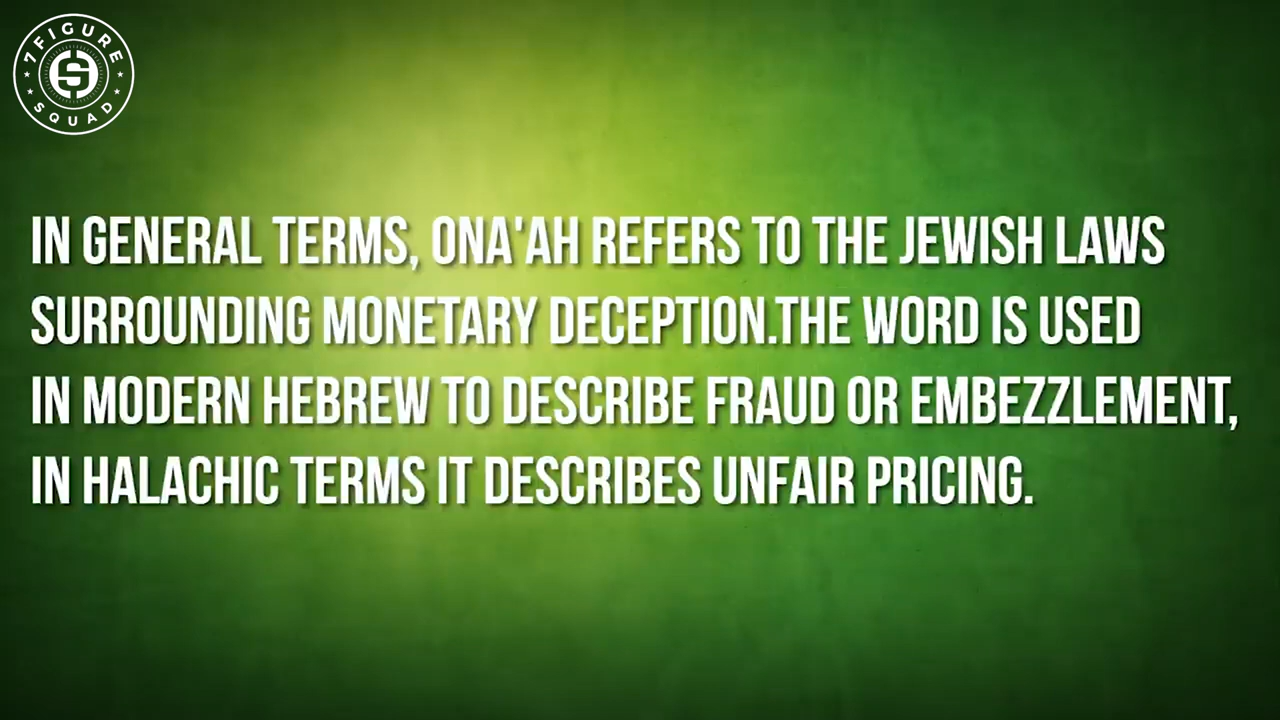 7FIGURE
SQUAD
IN GENERAL TERMS, ONA'AH REFERS TO THE JEWISH LAWS
SURROUNDING MONETARY DECEPTION.THE WORD IS USED
IN MODERN HEBREW TO DESCRIBE FRAUD OR EMBEZZLEMENT,
IN HALACHIC TERMS IT DESCRIBES UNFAIR PRICING.